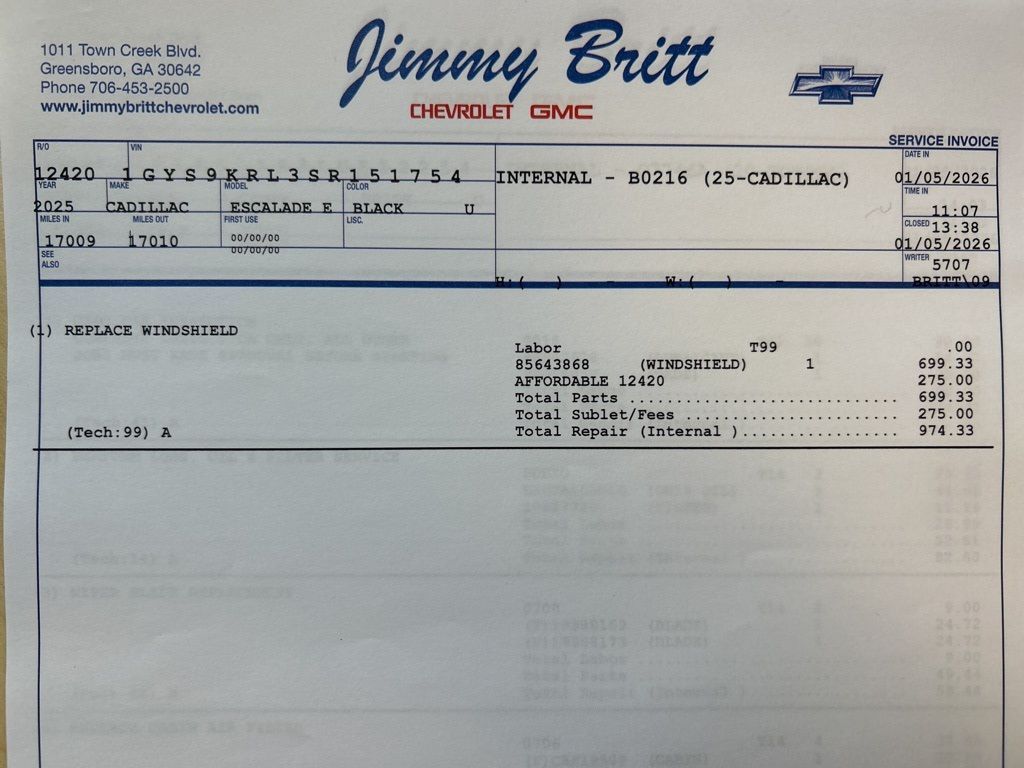 1011 Town Creek Blvd.
Greensboro, GA 30642
Phone 706-453-2500
www.jimmybrittchevrolet.com
Jimmy Britt
CHEVROLET GMC
SERVICE INVOICE
R/O VIN DATE IN
12420 1GYS9KRL3SR151754 INTERNAL - B0216 (25-CADILLAC) 01/05/2026
YEAR MAKE MODEL COLOR TIME IN
2025 CADILLAC ESCALADE E BLACK U 11:07
MILES IN MILES OUT FIRST USE LISC. CLOSED 13:38
17009 17010 00/00/00 01/05/2026
00/00/00
SEE ALSO WRITER 5707
H:( ) - W:( ) - BRITT\09
(1) REPLACE WINDSHIELD
Labor T99 .00
85643868 (WINDSHIELD) 1 699.33
AFFORDABLE 12420 275.00
Total Parts .............................. 699.33
Total Sublet/Fees ........................ 275.00
(Tech:99) A Total Repair (Internal )................. 974.33